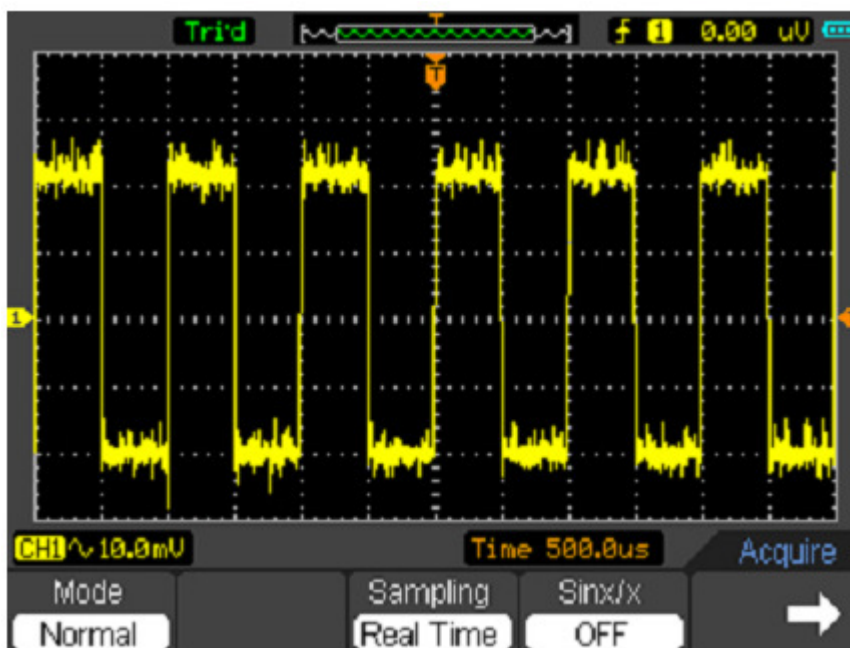 Tri'd T 1 0.00 uV
T
1
CH1 10.0mV Time 500.0us Acquire
Mode Sampling Sinx/x
Normal Real Time OFF